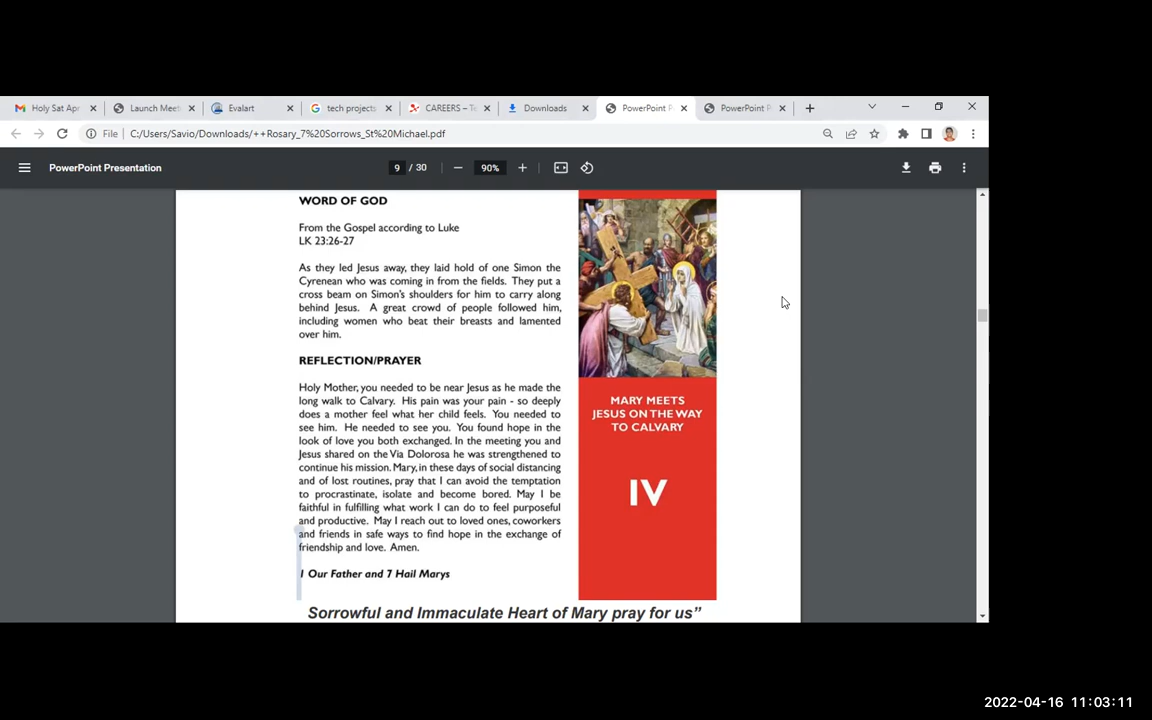 Holy Sat Apr
Launch Meet
Evalart
tech projects
CAREERS – Te
Downloads
PowerPoint P
PowerPoint P
File
C:/Users/Savio/Downloads/++Rosary_7%20Sorrows_St%20Michael.pdf
PowerPoint Presentation
9 / 30
90%
WORD OF GOD
From the Gospel according to Luke
LK 23:26-27
As they led Jesus away, they laid hold of one Simon the
Cyrenean who was coming in from the fields. They put a
cross beam on Simon's shoulders for him to carry along
behind Jesus. A great crowd of people followed him,
including women who beat their breasts and lamented
over him.
REFLECTION/PRAYER
Holy Mother, you needed to be near Jesus as he made the
long walk to Calvary. His pain was your pain - so deeply
does a mother feel what her child feels. You needed to
see him. He needed to see you. You found hope in the
look of love you both exchanged. In the meeting you and
Jesus shared on the Via Dolorosa he was strengthened to
continue his mission. Mary, in these days of social distancing
and of lost routines, pray that I can avoid the temptation
to procrastinate, isolate and become bored. May I be
faithful in fulfilling what work I can do to feel purposeful
and productive. May I reach out to loved ones, coworkers
and friends in safe ways to find hope in the exchange of
friendship and love. Amen.
1 Our Father and 7 Hail Marys
MARY MEETS
JESUS ON THE WAY
TO CALVARY
IV
Sorrowful and Immaculate Heart of Mary pray for us"
2022-04-16 11:03:11